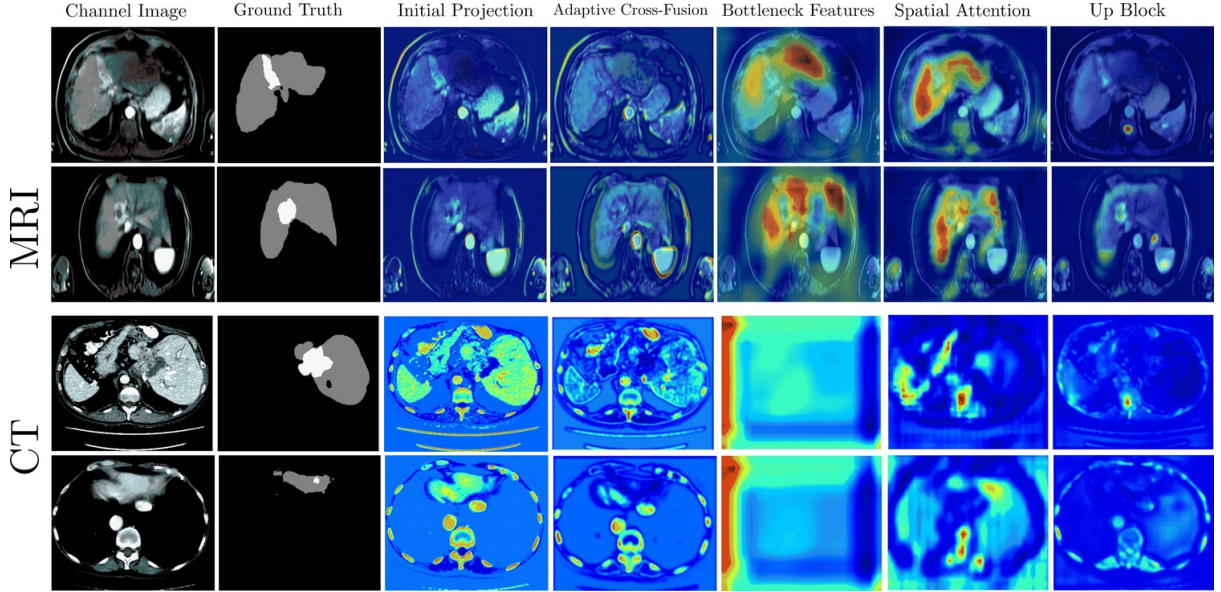 Channel Image
Ground Truth
Initial Projection
Adaptive Cross-Fusion
Bottleneck Features
Spatial Attention
Up Block
MRI
CT